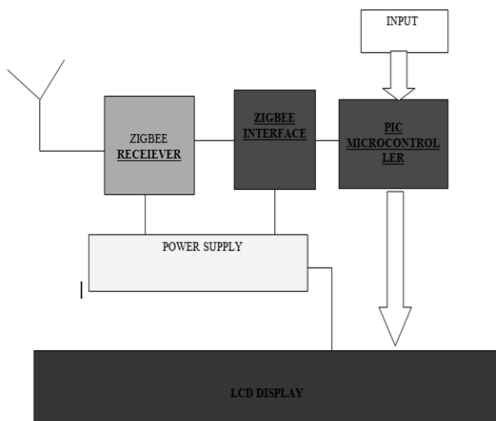 INPUT
ZIGBEE
RECEIEVER
ZIGBEE
INTERFACE
PIC
MICROCONTROL
LER
POWER SUPPLY
LCD DISPLAY